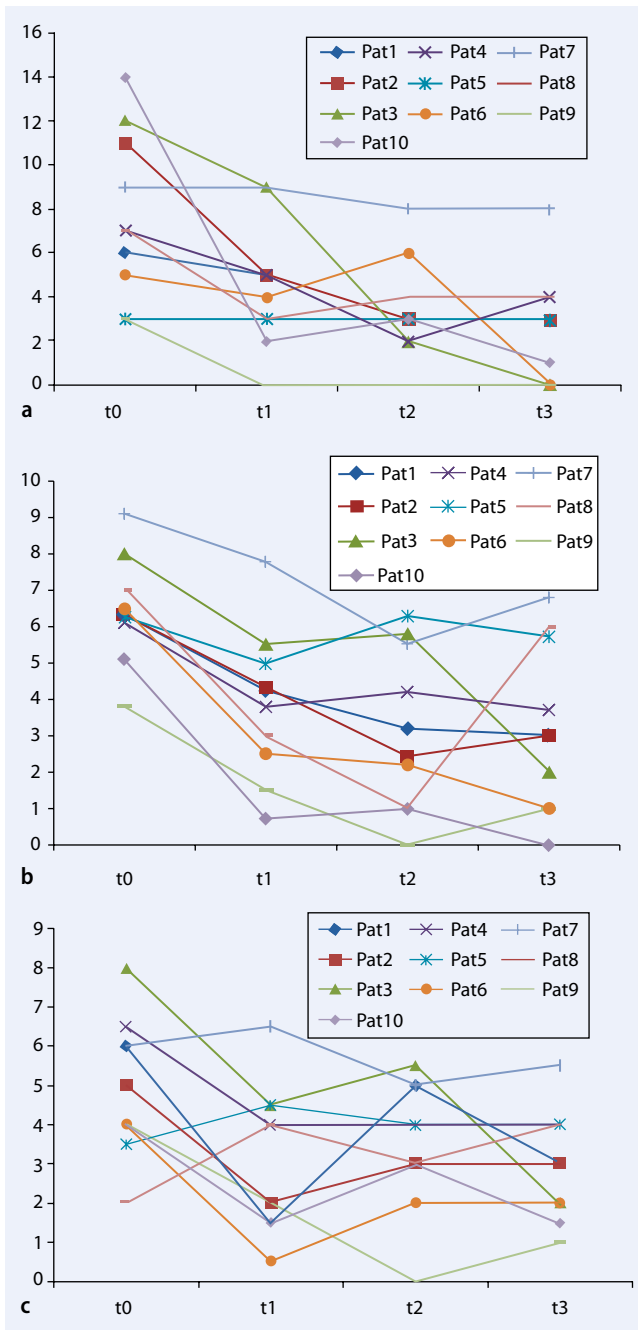 16
14
12
10
8
6
4
2
0
Pat1 Pat4 Pat7
Pat2 Pat5 Pat8
Pat3 Pat6 Pat9
Pat10
a t0 t1 t2 t3
10
9
8
7
6
5
4
3
2
1
0
Pat1 Pat4 Pat7
Pat2 Pat5 Pat8
Pat3 Pat6 Pat9
Pat10
b t0 t1 t2 t3
9
8
7
6
5
4
3
2
1
0
Pat1 Pat4 Pat7
Pat2 Pat5 Pat8
Pat3 Pat6 Pat9
Pat10
c t0 t1 t2 t3